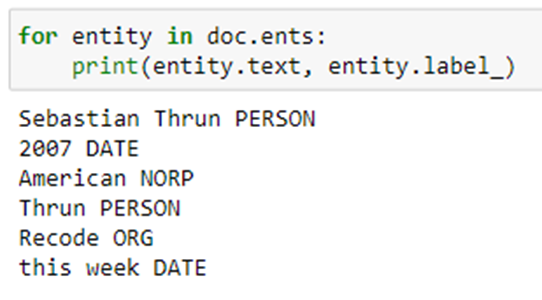 for entity in doc.ents:
    print(entity.text, entity.label_)
Sebastian Thrun PERSON
2007 DATE
American NORP
Thrun PERSON
Recode ORG
this week DATE